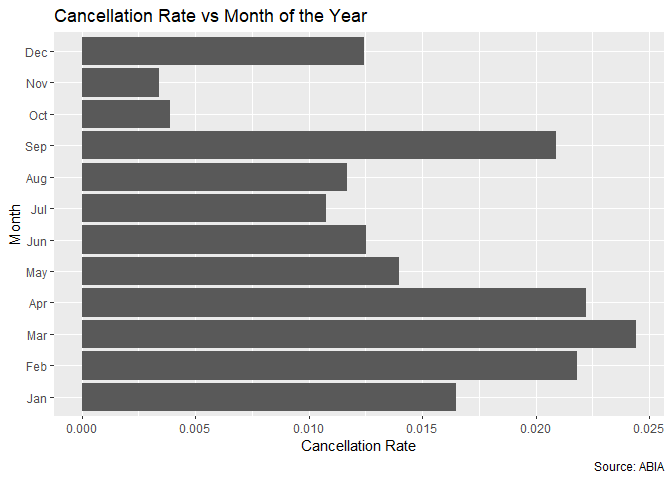 Cancellation Rate vs Month of the Year
Dec
Nov
Oct
Sep
Aug
Jul
Jun
May
Apr
Mar
Feb
Jan
Month
0.000 0.005 0.010 0.015 0.020 0.025
Cancellation Rate
Source: ABIA